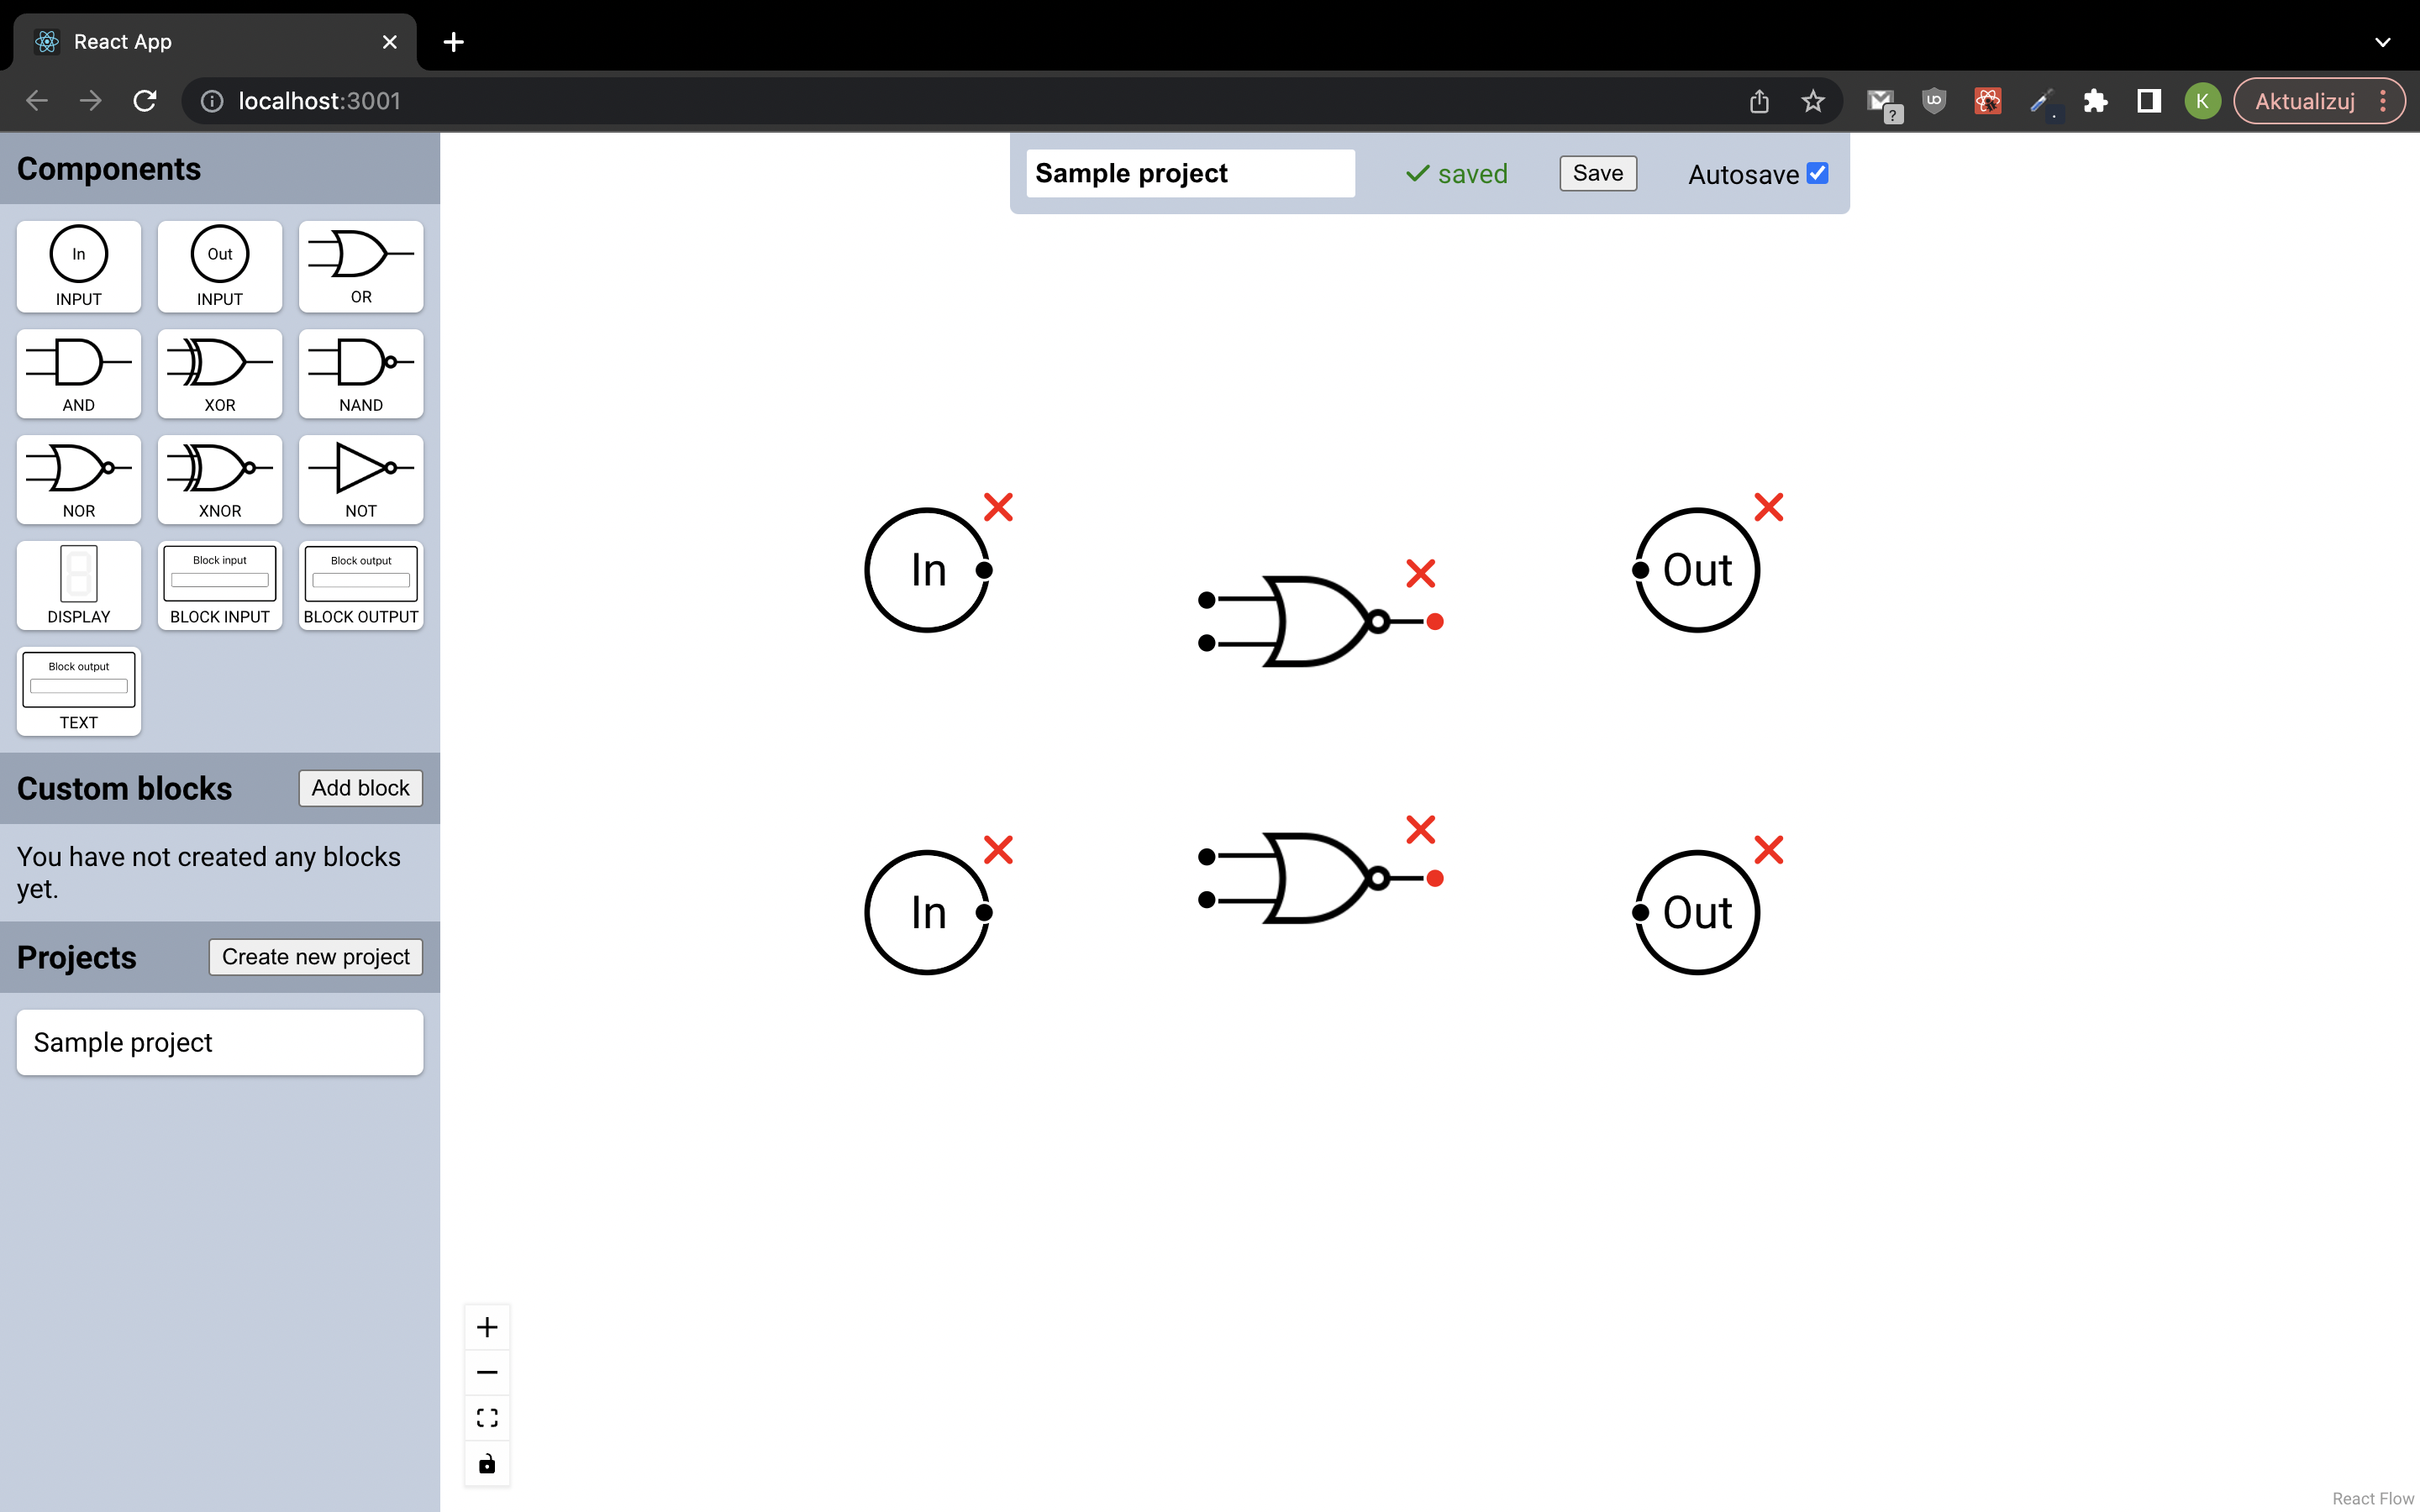 React App
localhost:3001
K
Aktualizuj
?
Components
Sample project
saved
Save
Autosave
In
Out
INPUT
INPUT
OR
AND
XOR
NAND
NOR
XNOR
NOT
Block input
Block output
DISPLAY
BLOCK INPUT
BLOCK OUTPUT
Block output
TEXT
Custom blocks
Add block
You have not created any blocks
yet.
Projects
Create new project
Sample project
In
Out
In
Out
React Flow